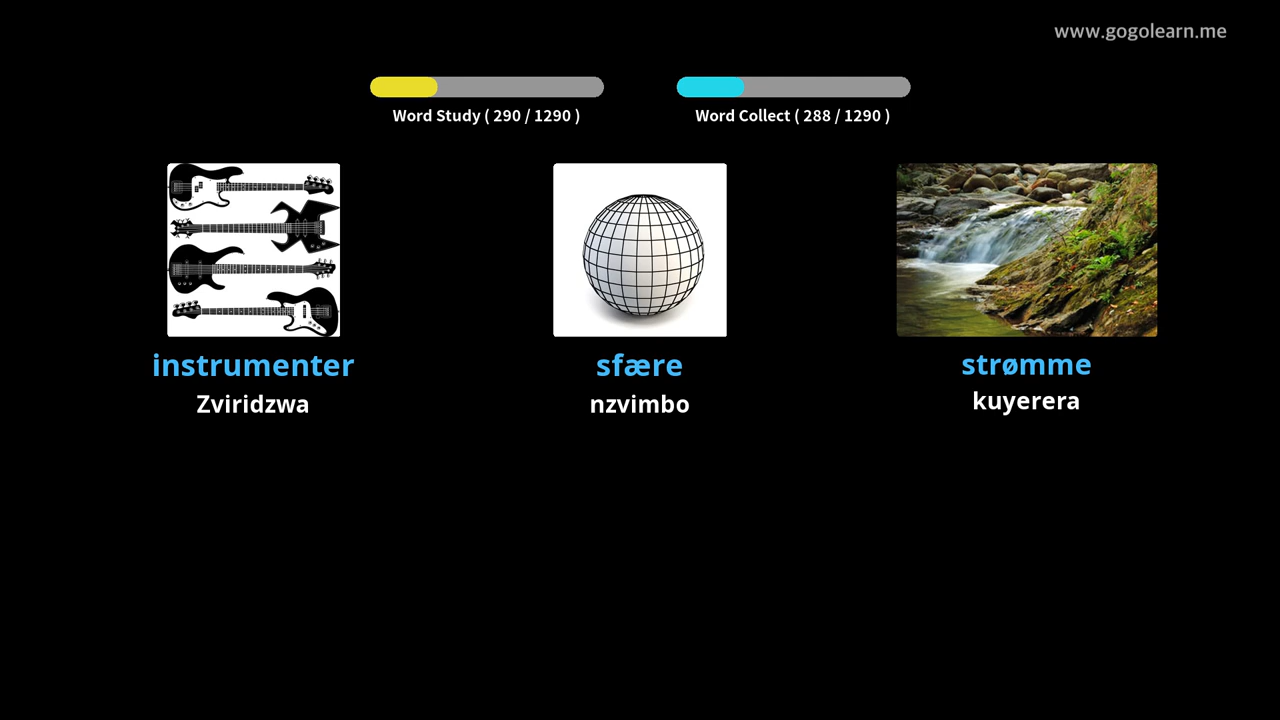 www.gogolearn.me
Word Study ( 290 / 1290 )
Word Collect ( 288 / 1290 )
instrumenter
Zviridzwa
sfære
nzvimbo
strømme
kuyerera